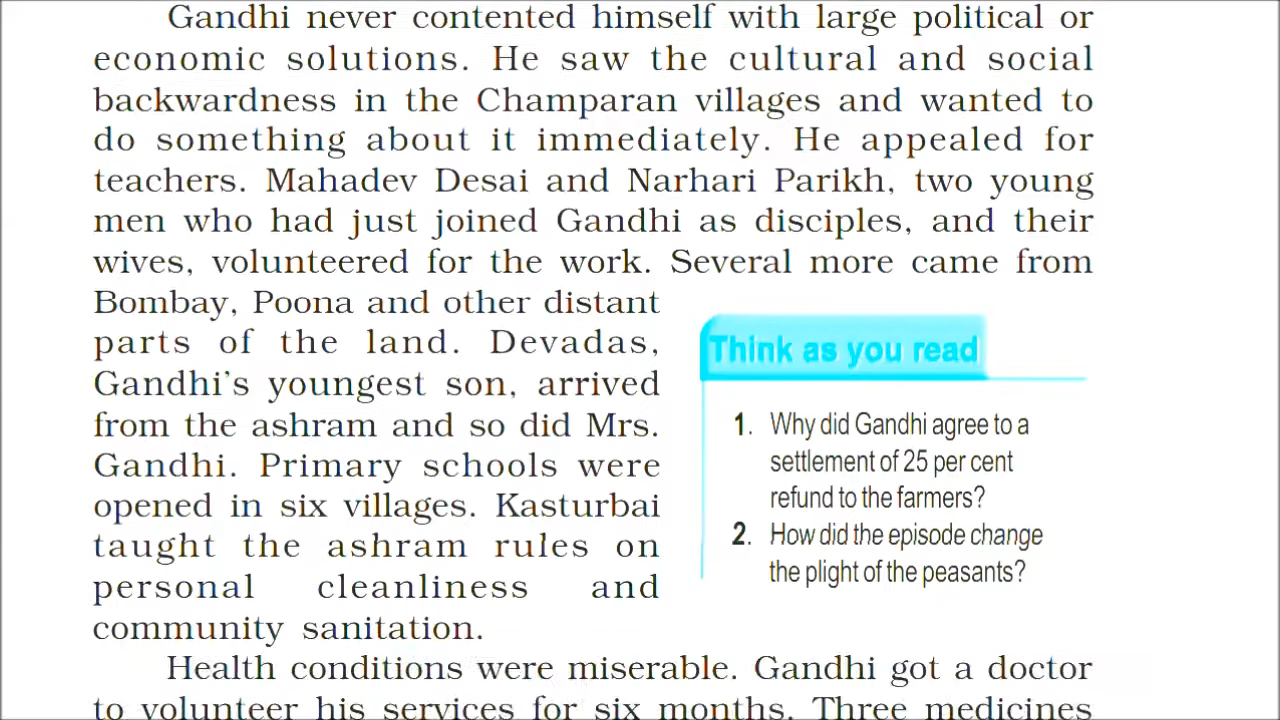 Gandhi never contented himself with large political or
economic solutions. He saw the cultural and social
backwardness in the Champaran villages and wanted to
do something about it immediately. He appealed for
teachers. Mahadev Desai and Narhari Parikh, two young
men who had just joined Gandhi as disciples, and their
wives, volunteered for the work. Several more came from
Bombay, Poona and other distant
parts of the land. Devadas,
Gandhi's youngest son, arrived
from the ashram and so did Mrs.
Gandhi. Primary schools were
opened in six villages. Kasturbai
taught the ashram rules on
personal cleanliness and
community sanitation.
Think as you read
1. Why did Gandhi agree to a
settlement of 25 per cent
refund to the farmers?
2. How did the episode change
the plight of the peasants?
Health conditions were miserable. Gandhi got a doctor
to volunteer his services for six months. Three medicines